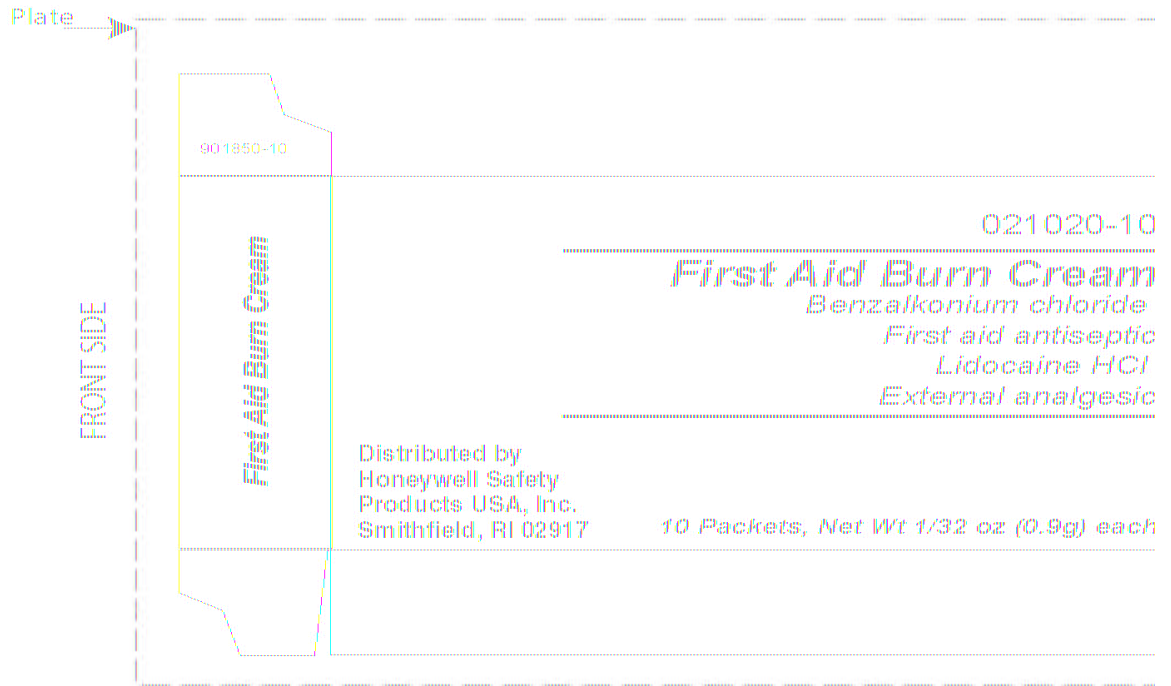 Plate
901850-10
FRONT SIDE
First Aid Burn Cream
021020-10
First Aid Burn Cream
Benzalkonium chloride
First aid antiseptic
Lidocaine HCl
External analgesic
Distributed by
Honeywell Safety
Products USA, Inc.
Smithfield, RI 02917
10 Packets, Net Wt 1/32 oz (0.9g) each